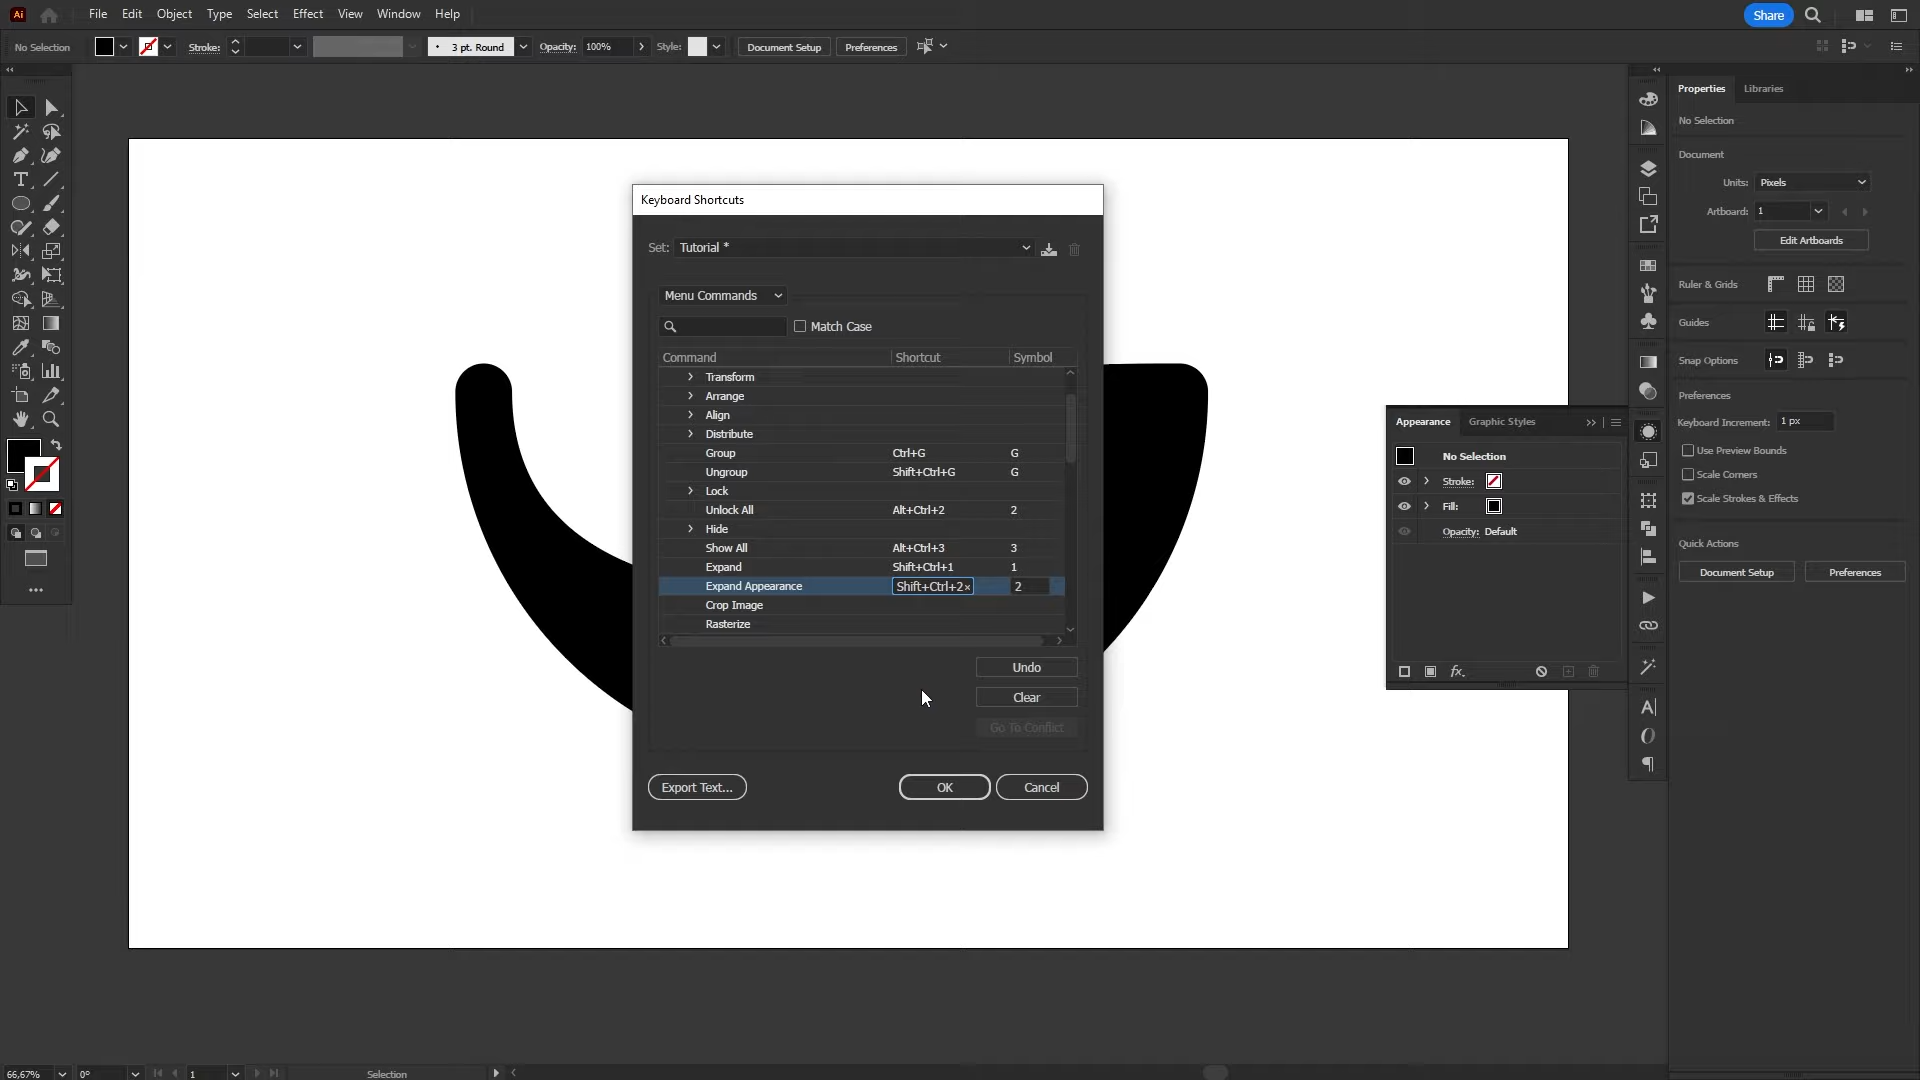 Ai File Edit Object Type Select Effect View Window Help Share
No Selection Stroke: 3 pt. Round Opacity: 100% Style: Document Setup Preferences
Properties Libraries
No Selection
Document
Units: Pixels
Artboard: 1
Edit Artboards
Ruler & Grids
Guides
Snap Options
Preferences
Keyboard Increment: 1 px
Use Preview Bounds
Scale Corners
Scale Strokes & Effects
Quick Actions
Document Setup Preferences
Keyboard Shortcuts
Set: Tutorial *
Menu Commands
Match Case
Command Shortcut Symbol
Transform
Arrange
Align
Distribute
Group Ctrl+G G
Ungroup Shift+Ctrl+G G
Lock
Unlock All Alt+Ctrl+2 2
Hide
Show All Alt+Ctrl+3 3
Expand Shift+Ctrl+1 1
Expand Appearance Shift+Ctrl+2 2
Crop Image
Rasterize
Undo
Clear
Go To Conflict
Export Text... OK Cancel
Appearance Graphic Styles
No Selection
Stroke:
Fill:
Opacity: Default
fx.
66,67% 0° 1 Selection